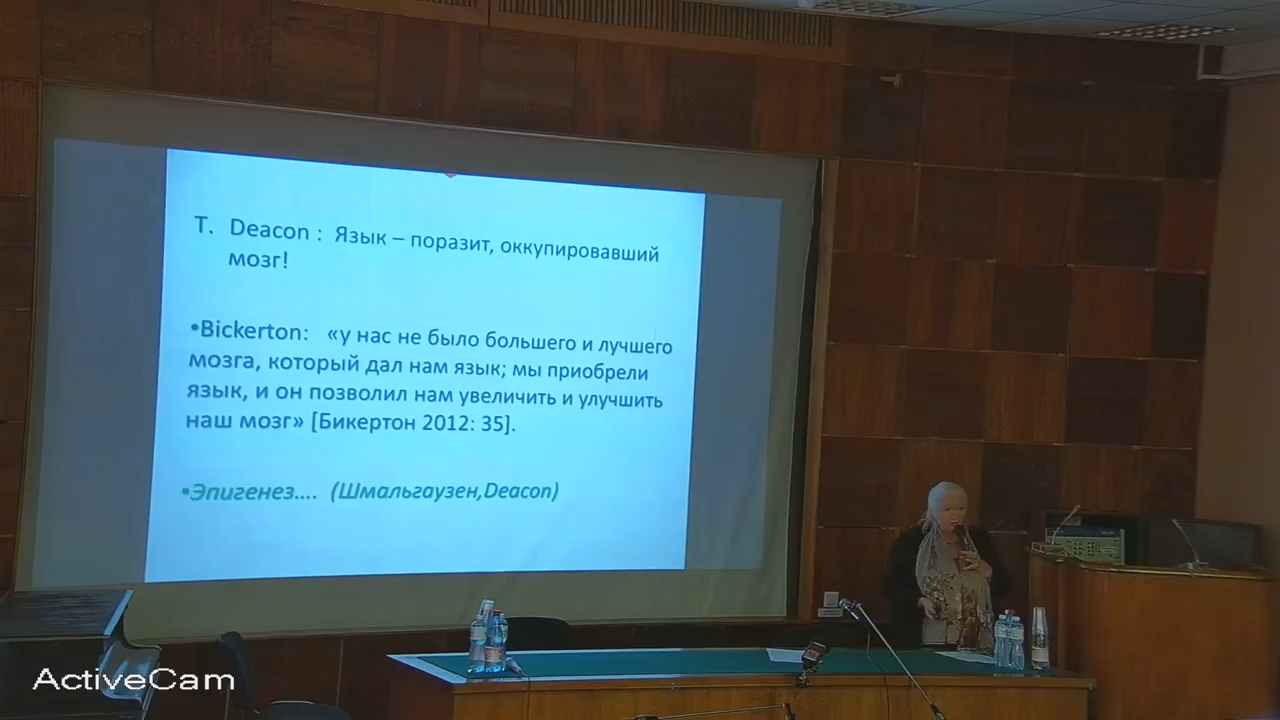 T. Deacon : Язык – поразит, оккупировавший
мозг!
•Bickerton: «у нас не было большего и лучшего
мозга, который дал нам язык; мы приобрели
язык, и он позволил нам увеличить и улучшить
наш мозг» [Бикертон 2012: 35].
•Эпигенез.... (Шмальгаузен,Deacon)
ActiveCam